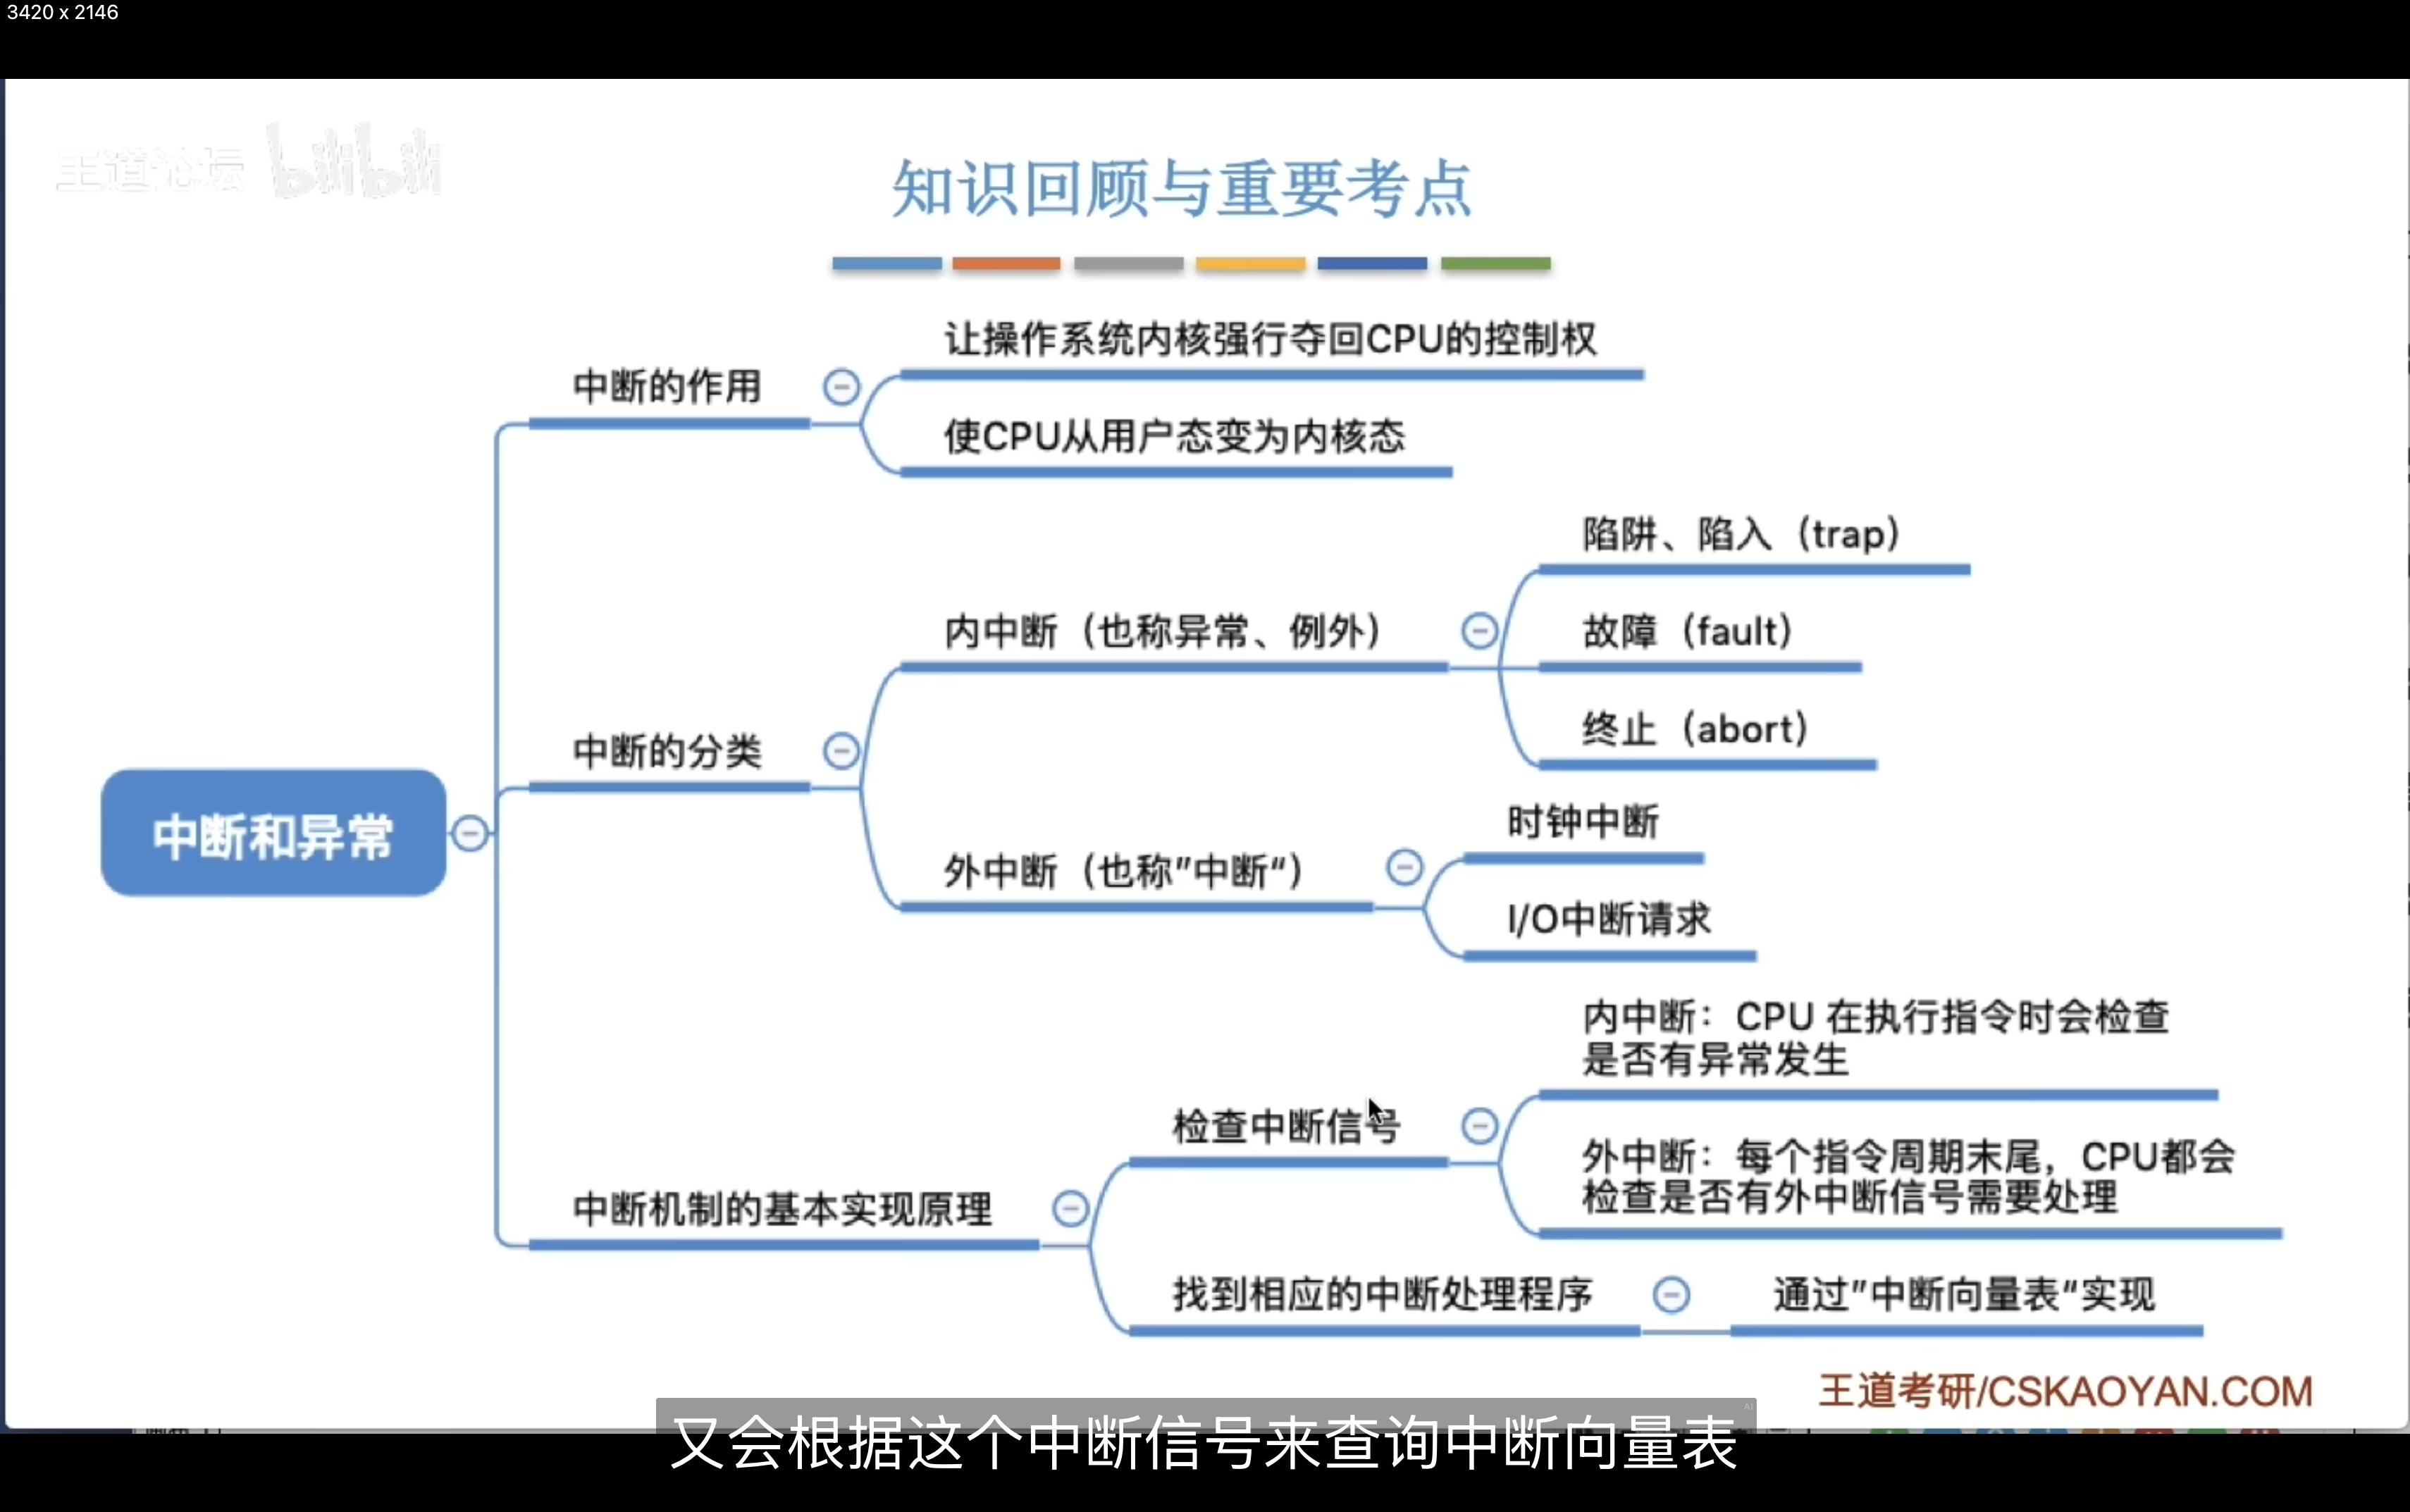 3420 x 2146
王道论坛 bilibili
知识回顾与重要考点
让操作系统内核强行夺回CPU的控制权
中断的作用
使CPU从用户态变为内核态
陷阱、陷入（trap）
内中断（也称异常、例外）
故障（fault）
终止（abort）
中断的分类
时钟中断
外中断（也称”中断“）
I/O中断请求
中断和异常
内中断：CPU 在执行指令时会检查
是否有异常发生
检查中断信号
外中断：每个指令周期末尾，CPU都会
检查是否有外中断信号需要处理
中断机制的基本实现原理
找到相应的中断处理程序
通过”中断向量表“实现
王道考研/CSKAOYAN.COM
AI
又会根据这个中断信号来查询中断向量表